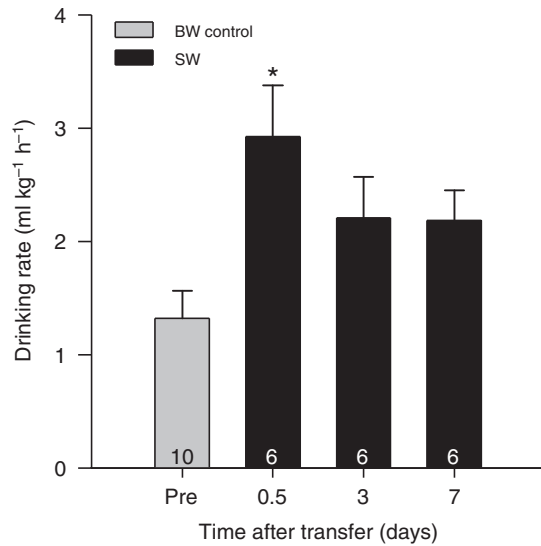 4
3
2
1
0
Drinking rate (ml kg⁻¹ h⁻¹)
BW control
SW
*
10
6
6
6
Pre
0.5
3
7
Time after transfer (days)